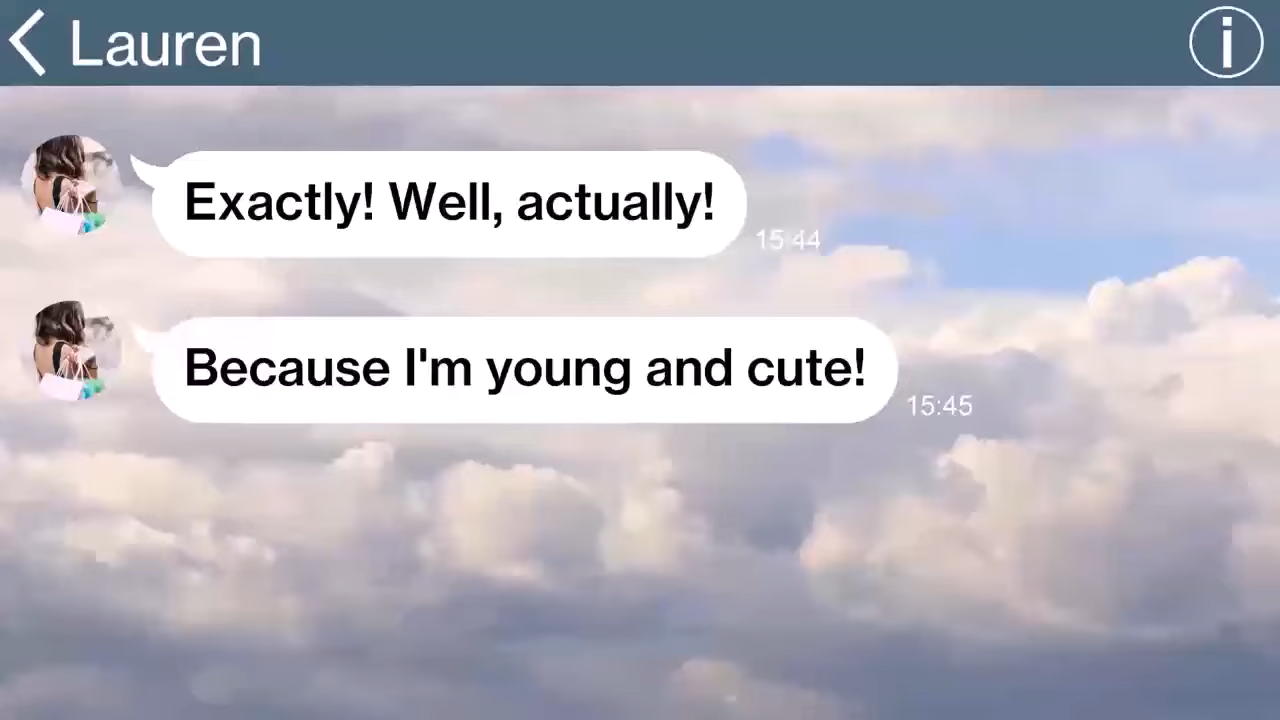 Lauren
Exactly! Well, actually!
15:44
Because I'm young and cute!
15:45